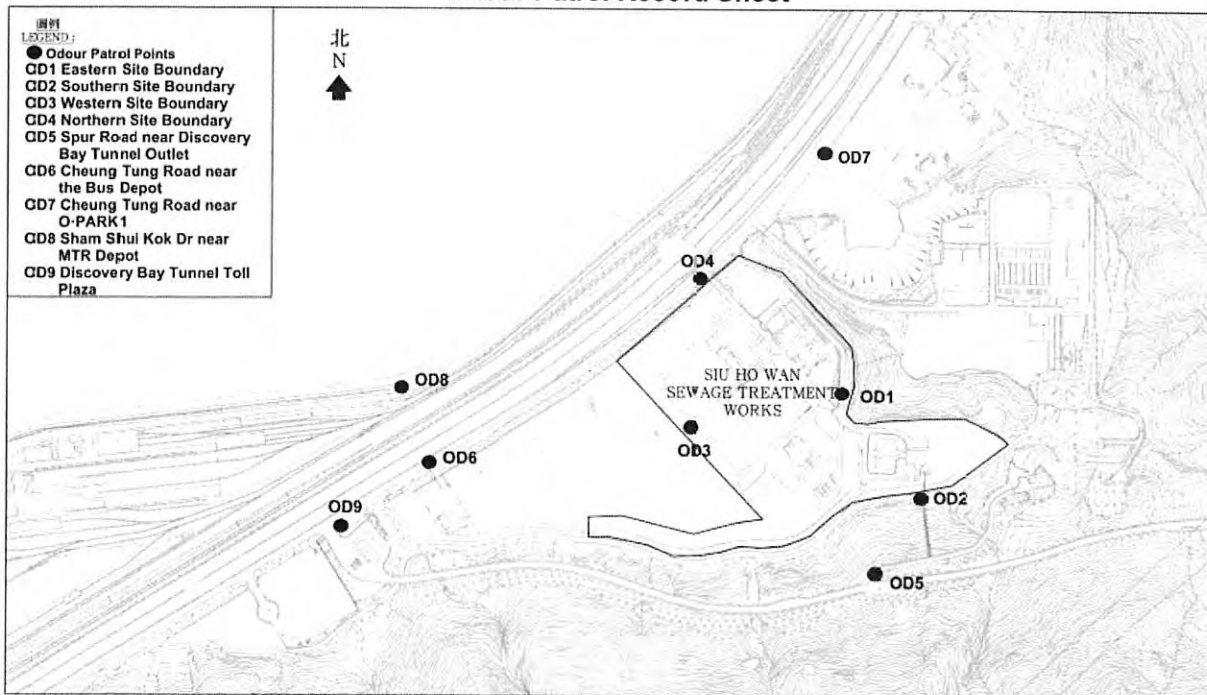 Patrol Record Sheet
圖例
LEGEND:
Odour Patrol Points
OD1 Eastern Site Boundary
OD2 Southern Site Boundary
OD3 Western Site Boundary
OD4 Northern Site Boundary
OD5 Spur Road near Discovery
Bay Tunnel Outlet
OD6 Cheung Tung Road near
the Bus Depot
OD7 Cheung Tung Road near
O·PARK1
OD8 Sham Shui Kok Dr near
MTR Depot
OD9 Discovery Bay Tunnel Toll
Plaza
北
N
OD7
OD4
OD8
SIU HO WAN
SEWAGE TREATMENT
WORKS
OD1
OD3
OD6
OD2
OD9
OD5